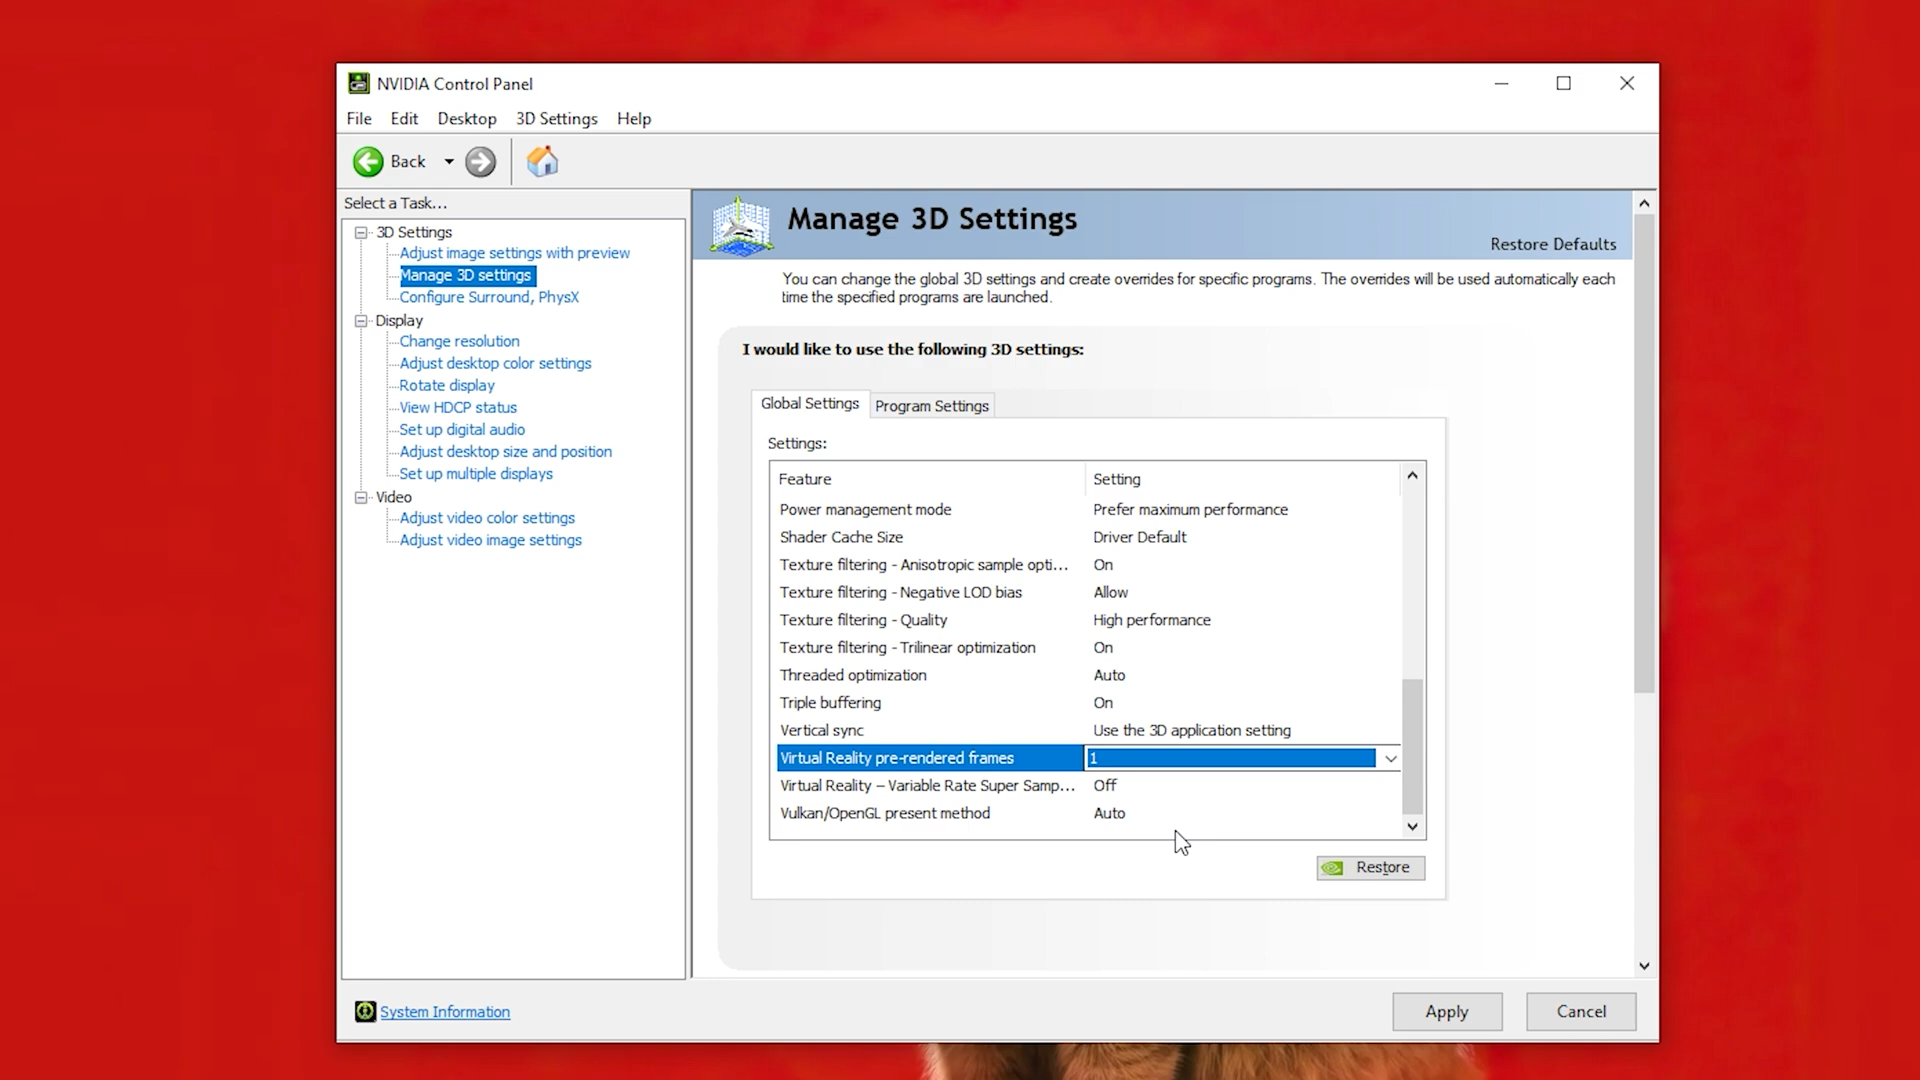 NVIDIA Control Panel
File Edit Desktop 3D Settings Help
Back
Select a Task...
3D Settings
Adjust image settings with preview
Manage 3D settings
Configure Surround, PhysX
Display
Change resolution
Adjust desktop color settings
Rotate display
View HDCP status
Set up digital audio
Adjust desktop size and position
Set up multiple displays
Video
Adjust video color settings
Adjust video image settings
System Information
Manage 3D Settings
Restore Defaults
You can change the global 3D settings and create overrides for specific programs. The overrides will be used automatically each
time the specified programs are launched.
I would like to use the following 3D settings:
Global Settings Program Settings
Settings:
Feature Setting
Power management mode Prefer maximum performance
Shader Cache Size Driver Default
Texture filtering - Anisotropic sample opti... On
Texture filtering - Negative LOD bias Allow
Texture filtering - Quality High performance
Texture filtering - Trilinear optimization On
Threaded optimization Auto
Triple buffering On
Vertical sync Use the 3D application setting
Virtual Reality pre-rendered frames 1
Virtual Reality – Variable Rate Super Samp... Off
Vulkan/OpenGL present method Auto
Restore
Apply Cancel